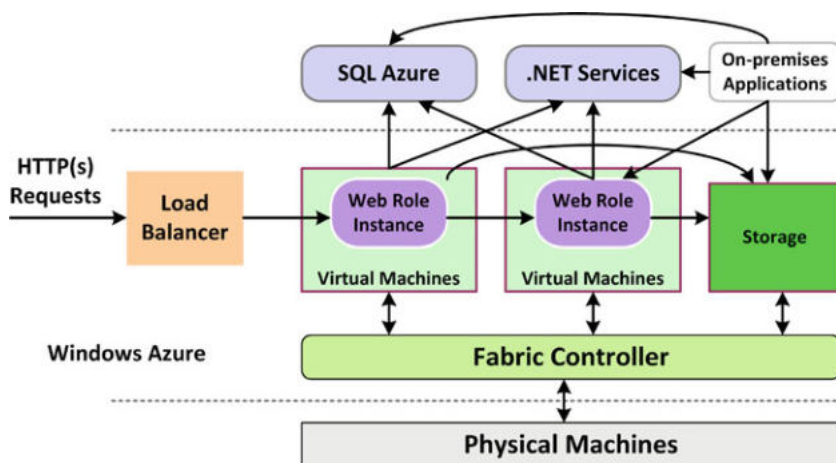 SQL Azure
.NET Services
On-premises
Applications
HTTP(s)
Requests
Load
Balancer
Web Role
Instance
Virtual Machines
Web Role
Instance
Virtual Machines
Storage
Windows Azure
Fabric Controller
Physical Machines